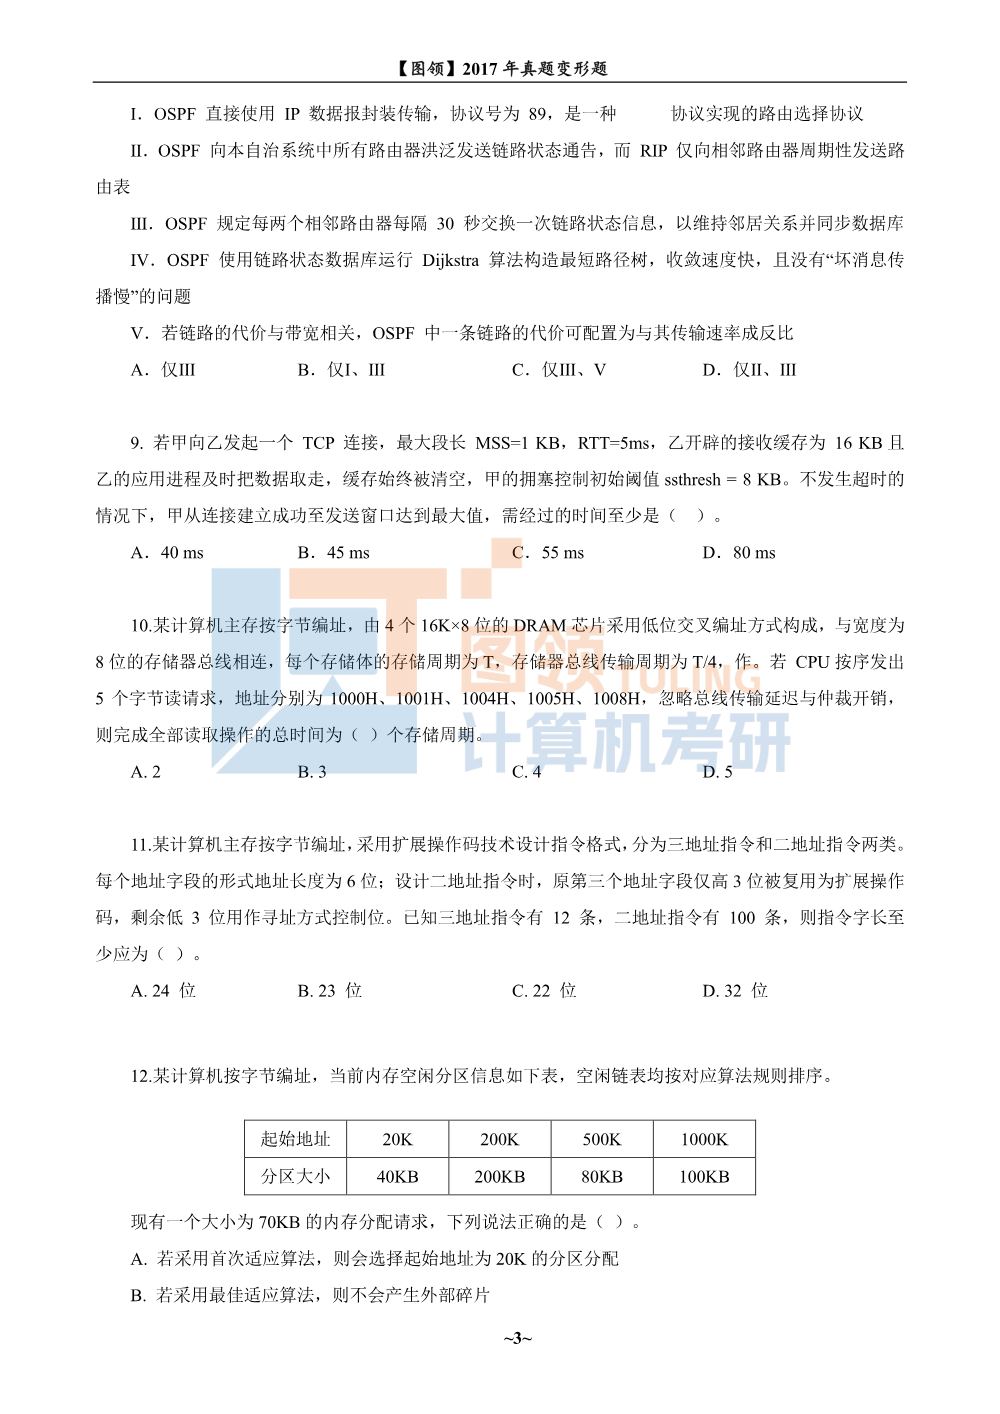 【图领】2017 年真题变形题
I．OSPF 直接使用 IP 数据报封装传输，协议号为 89，是一种 协议实现的路由选择协议
II．OSPF 向本自治系统中所有路由器洪泛发送链路状态通告，而 RIP 仅向相邻路由器周期性发送路
由表
III．OSPF 规定每两个相邻路由器每隔 30 秒交换一次链路状态信息，以维持邻居关系并同步数据库
IV．OSPF 使用链路状态数据库运行 Dijkstra 算法构造最短路径树，收敛速度快，且没有“坏消息传
播慢”的问题
V．若链路的代价与带宽相关，OSPF 中一条链路的代价可配置为与其传输速率成反比
A．仅III B．仅I、III C．仅III、V D．仅II、III
9. 若甲向乙发起一个 TCP 连接，最大段长 MSS=1 KB，RTT=5ms，乙开辟的接收缓存为 16 KB 且
乙的应用进程及时把数据取走，缓存始终被清空，甲的拥塞控制初始阈值 ssthresh = 8 KB。不发生超时的
情况下，甲从连接建立成功至发送窗口达到最大值，需经过的时间至少是（ ）。
A．40 ms B．45 ms C．55 ms D．80 ms
10.某计算机主存按字节编址，由 4 个 16K×8 位的 DRAM 芯片采用低位交叉编址方式构成，与宽度为
8 位的存储器总线相连，每个存储体的存储周期为 T，存储器总线传输周期为 T/4，作。若 CPU 按序发出
5 个字节读请求，地址分别为 1000H、1001H、1004H、1005H、1008H，忽略总线传输延迟与仲裁开销，
则完成全部读取操作的总时间为（ ）个存储周期。
A. 2 B. 3 C. 4 D. 5
图领 TULING
计算机考研
11.某计算机主存按字节编址，采用扩展操作码技术设计指令格式，分为三地址指令和二地址指令两类。
每个地址字段的形式地址长度为 6 位；设计二地址指令时，原第三个地址字段仅高 3 位被复用为扩展操作
码，剩余低 3 位用作寻址方式控制位。已知三地址指令有 12 条，二地址指令有 100 条，则指令字长至
少应为（ ）。
A. 24 位 B. 23 位 C. 22 位 D. 32 位
12.某计算机按字节编址，当前内存空闲分区信息如下表，空闲链表均按对应算法规则排序。
起始地址 20K 200K 500K 1000K
分区大小 40KB 200KB 80KB 100KB
现有一个大小为 70KB 的内存分配请求，下列说法正确的是（ ）。
A. 若采用首次适应算法，则会选择起始地址为 20K 的分区分配
B. 若采用最佳适应算法，则不会产生外部碎片
~3~